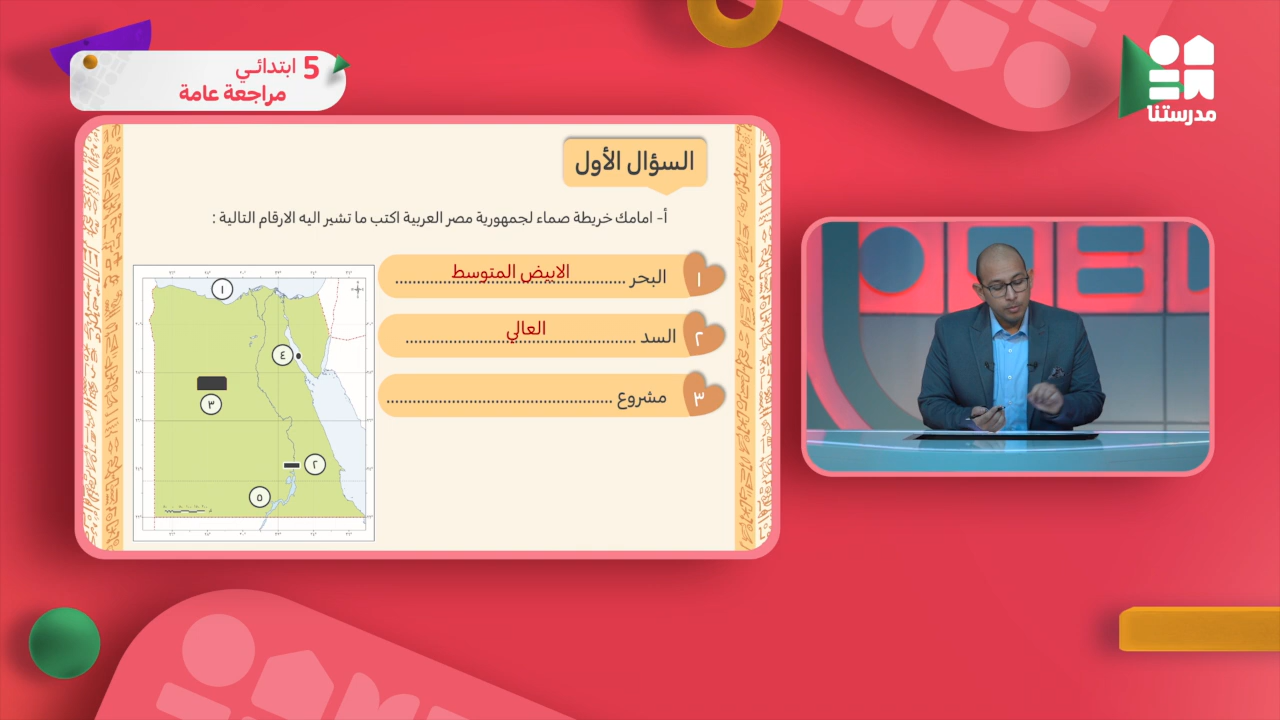 5 ابتدائـي
مراجعة عامة
مدرستنا
السؤال الأول
أ- امامك خريطة صماء لجمهورية مصر العربية اكتب ما تشير اليه الارقام التالية :
١ البحر الابيض المتوسط
٢ السد العالي
٣ مشروع
١
٤
٣
٢
٥